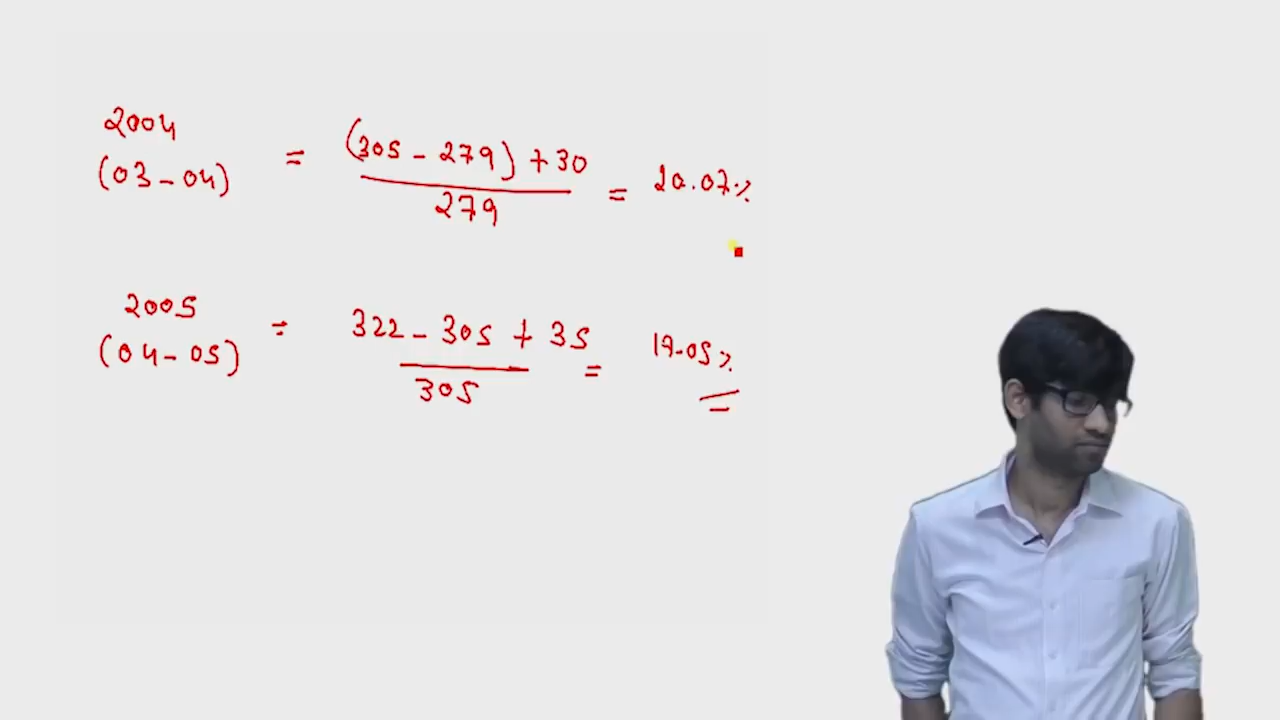 2004
(03-04) = (305 - 279) + 30 / 279 = 20.07%
2005
(04-05) = 322 - 305 + 35 / 305 = 17.05%